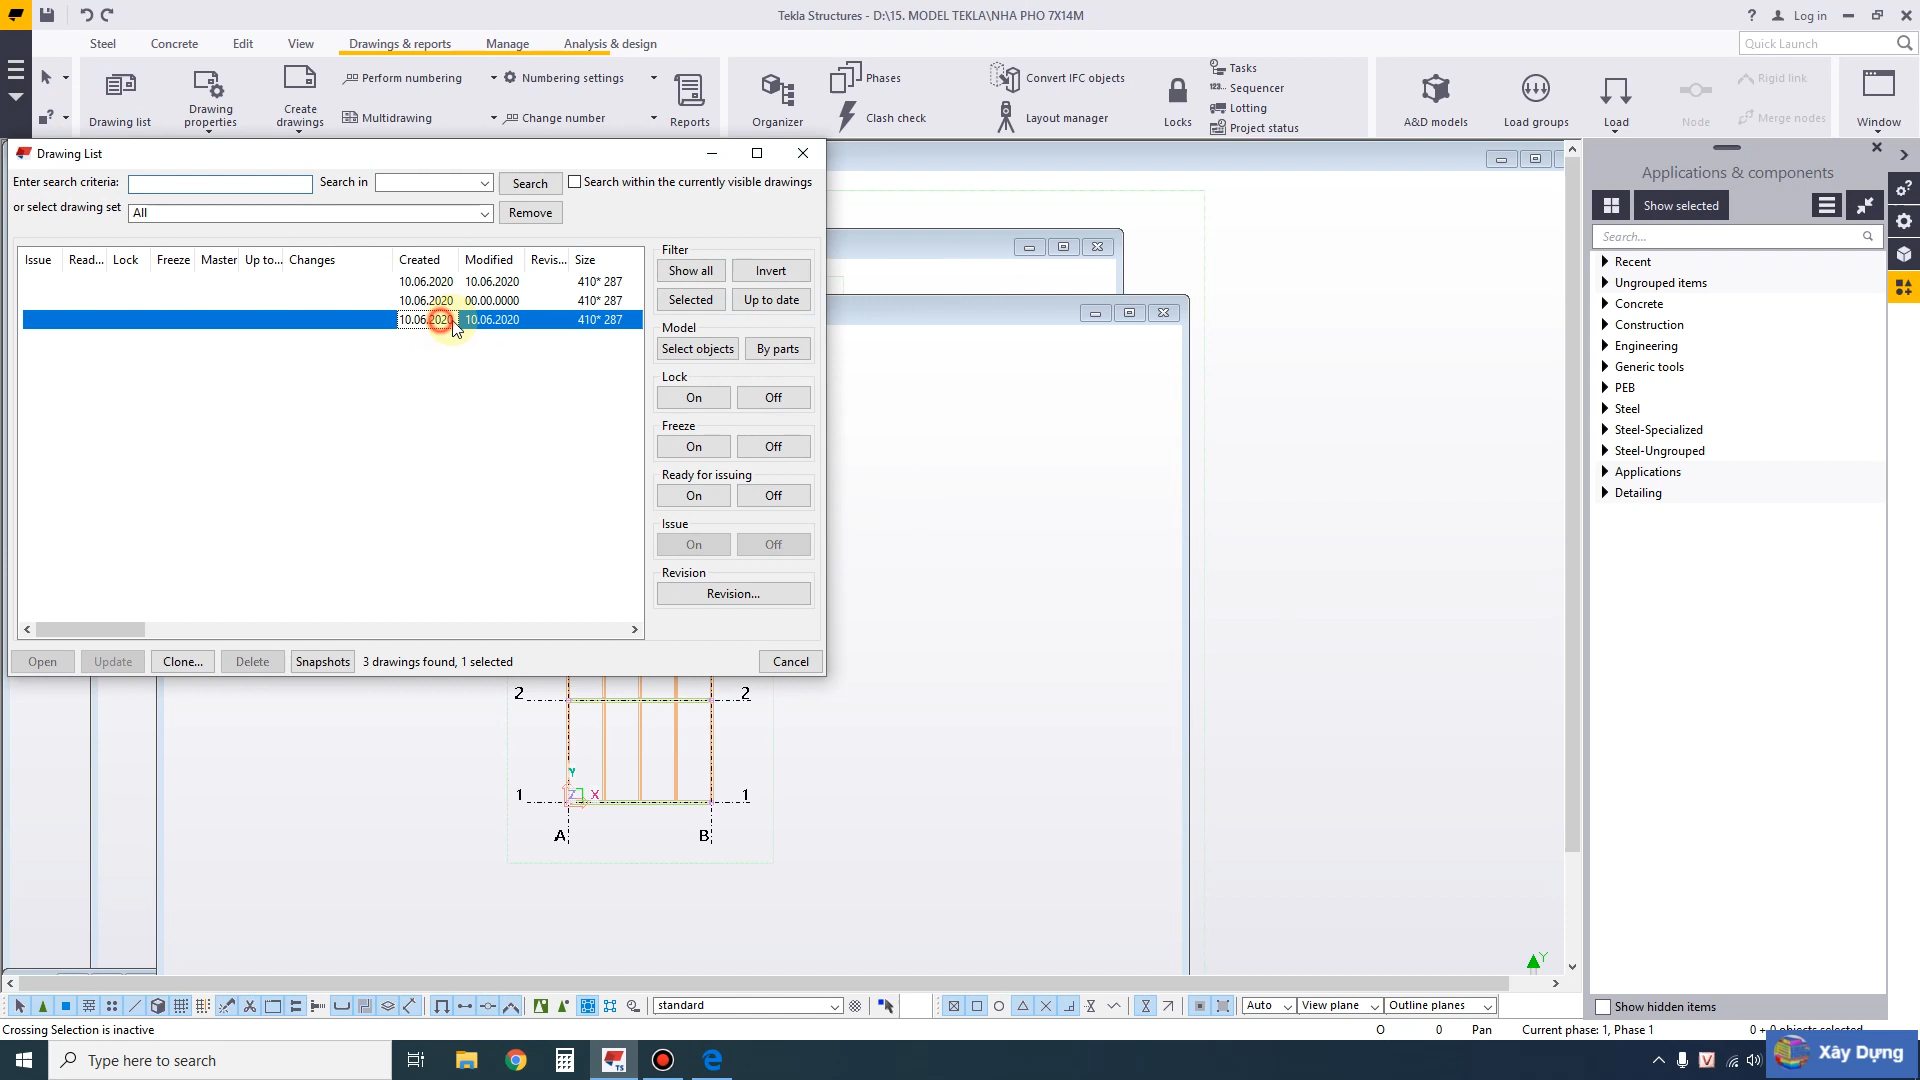 Tekla Structures - D:\15. MODEL TEKLA\NHA PHO 7X14M
? Log in
Steel Concrete Edit View Drawings & reports Manage Analysis & design
Quick Launch
Drawing list
Drawing properties
Create drawings
Perform numbering
Numbering settings
Multidrawing
Change number
Reports
Organizer
Phases
Clash check
Convert IFC objects
Layout manager
Locks
Tasks
Sequencer
Lotting
Project status
A&D models
Load groups
Load
Node
Rigid link
Merge nodes
Window
Drawing List
Enter search criteria: Search in Search Search within the currently visible drawings
or select drawing set All Remove
Issue Read... Lock Freeze Master Up to... Changes Created Modified Revis... Size
10.06.2020 10.06.2020 410* 287
10.06.2020 00.00.0000 410* 287
10.06.2020 10.06.2020 410* 287
Filter
Show all Invert
Selected Up to date
Model
Select objects By parts
Lock
On Off
Freeze
On Off
Ready for issuing
On Off
Issue
On Off
Revision
Revision...
Open Update Clone... Delete Snapshots 3 drawings found, 1 selected Cancel
2 2
Y
1 Z X 1
A B
Y
Applications & components
Show selected
Search...
Recent
Ungrouped items
Concrete
Construction
Engineering
Generic tools
PEB
Steel
Steel-Specialized
Steel-Ungrouped
Applications
Detailing
Show hidden items
standard
Auto View plane Outline planes
Crossing Selection is inactive O 0 Pan Current phase: 1, Phase 1 0 + 0 objects selected
Type here to search
TS
V
Xây Dựng